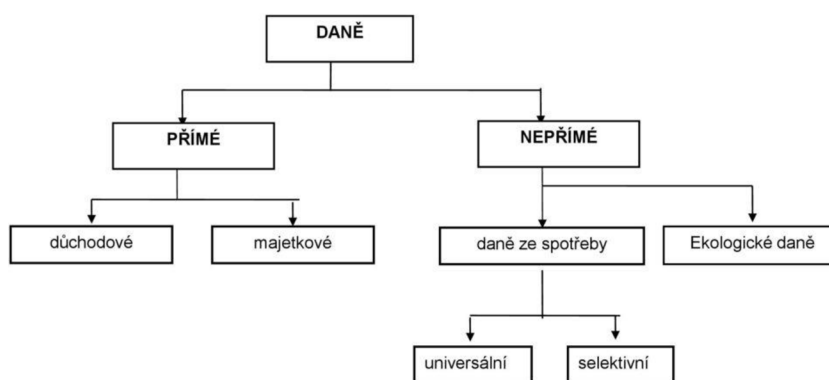 DANĚ
PŘÍMÉ
NEPŘÍMÉ
důchodové
majetkové
daně ze spotřeby
Ekologické daně
universální
selektivní